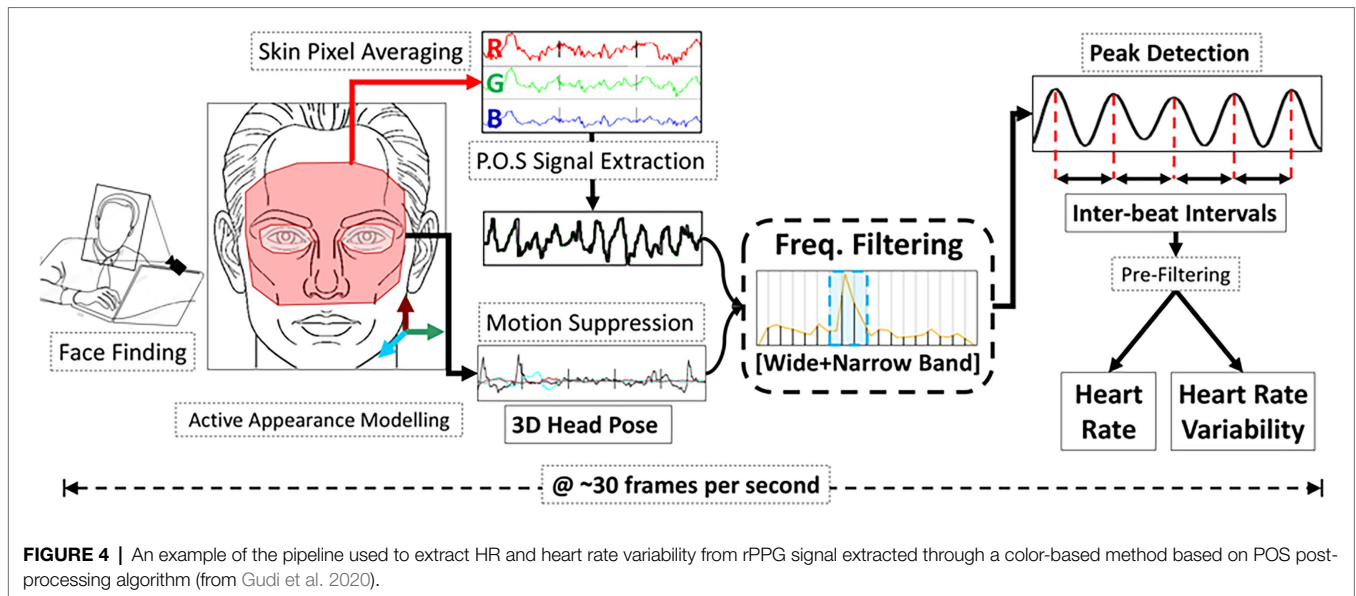 Skin Pixel Averaging
R
G
B
P.O.S Signal Extraction
Face Finding
Active Appearance Modelling
Motion Suppression
3D Head Pose
Freq. Filtering
[Wide+Narrow Band]
Peak Detection
Inter-beat Intervals
Pre-Filtering
Heart
Rate
Heart Rate
Variability
@ ~30 frames per second
FIGURE 4 | An example of the pipeline used to extract HR and heart rate variability from rPPG signal extracted through a color-based method based on POS post-
processing algorithm (from Gudi et al. 2020).